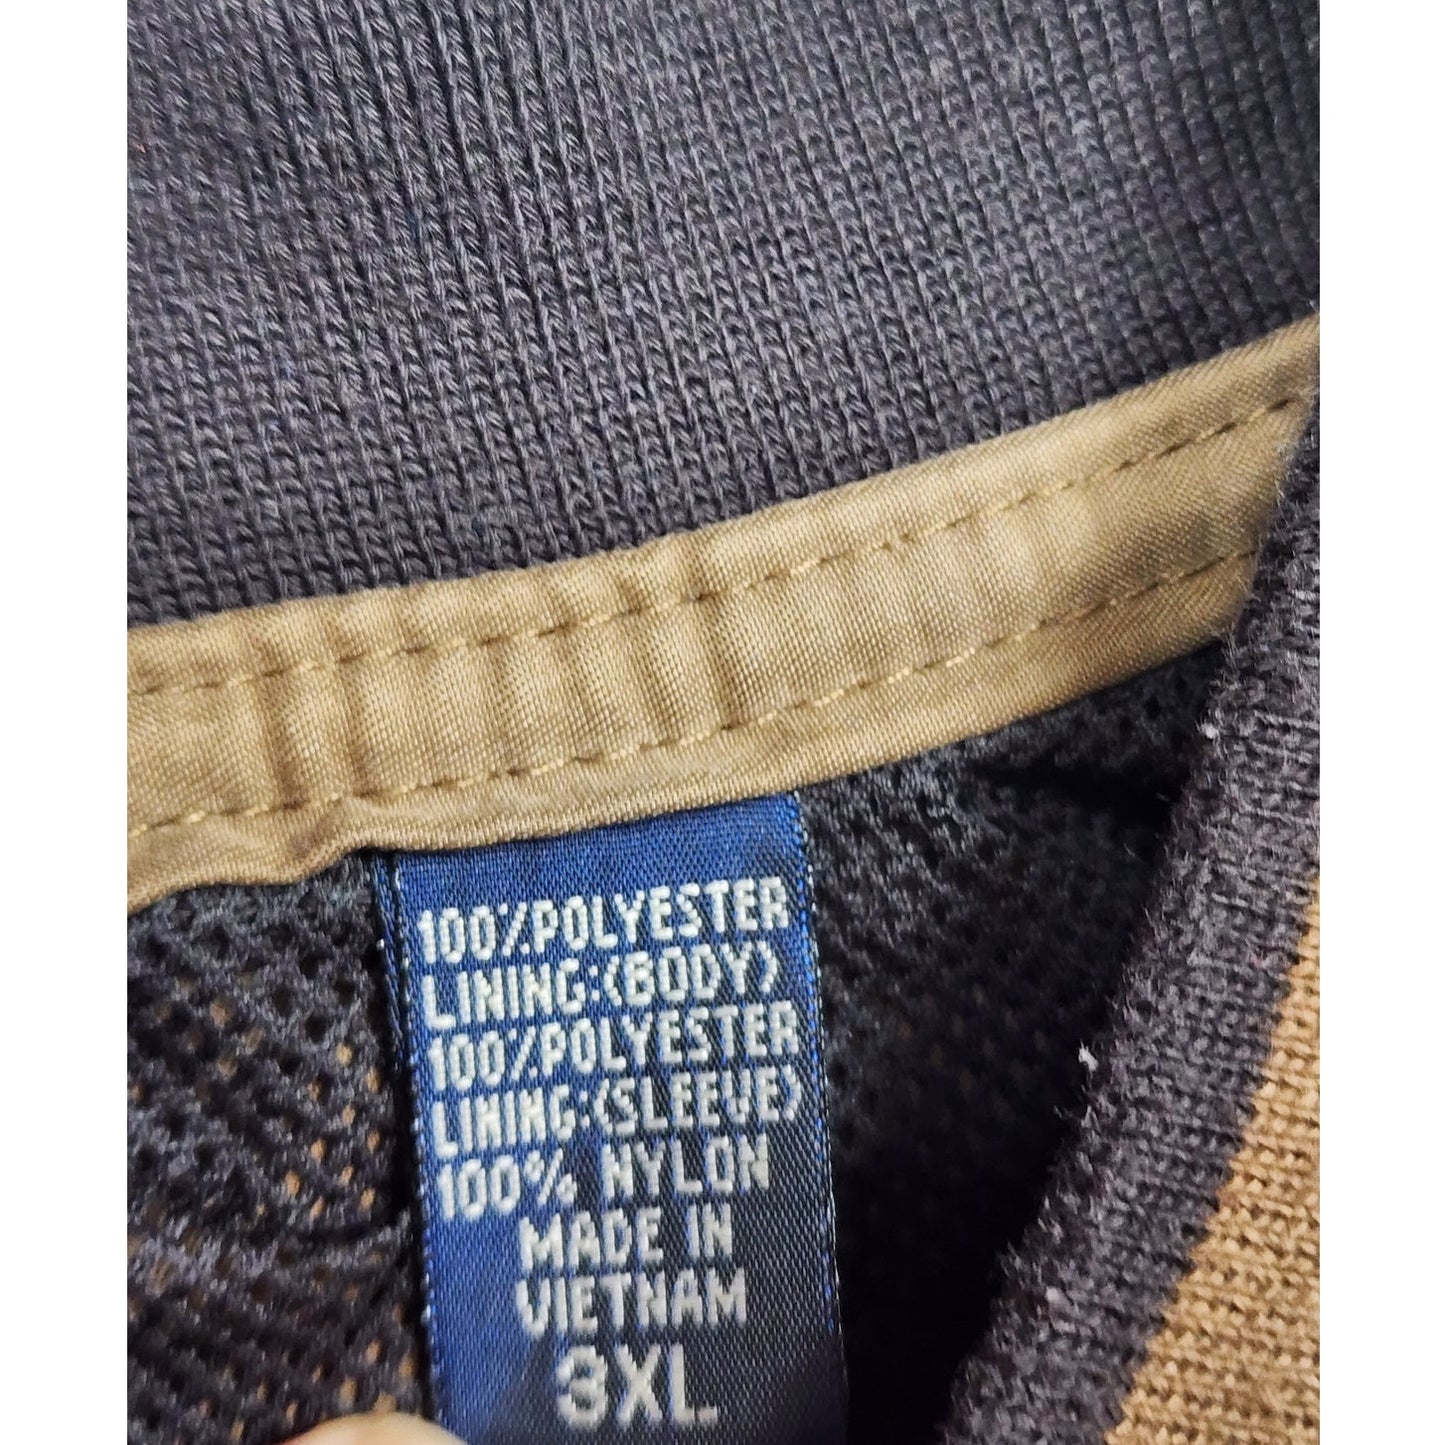 100%POLYESTER
LINING:(BODY)
100%POLYESTER
LINING:(SLEEVE)
100% NYLON
MADE IN
VIETNAM
3XL